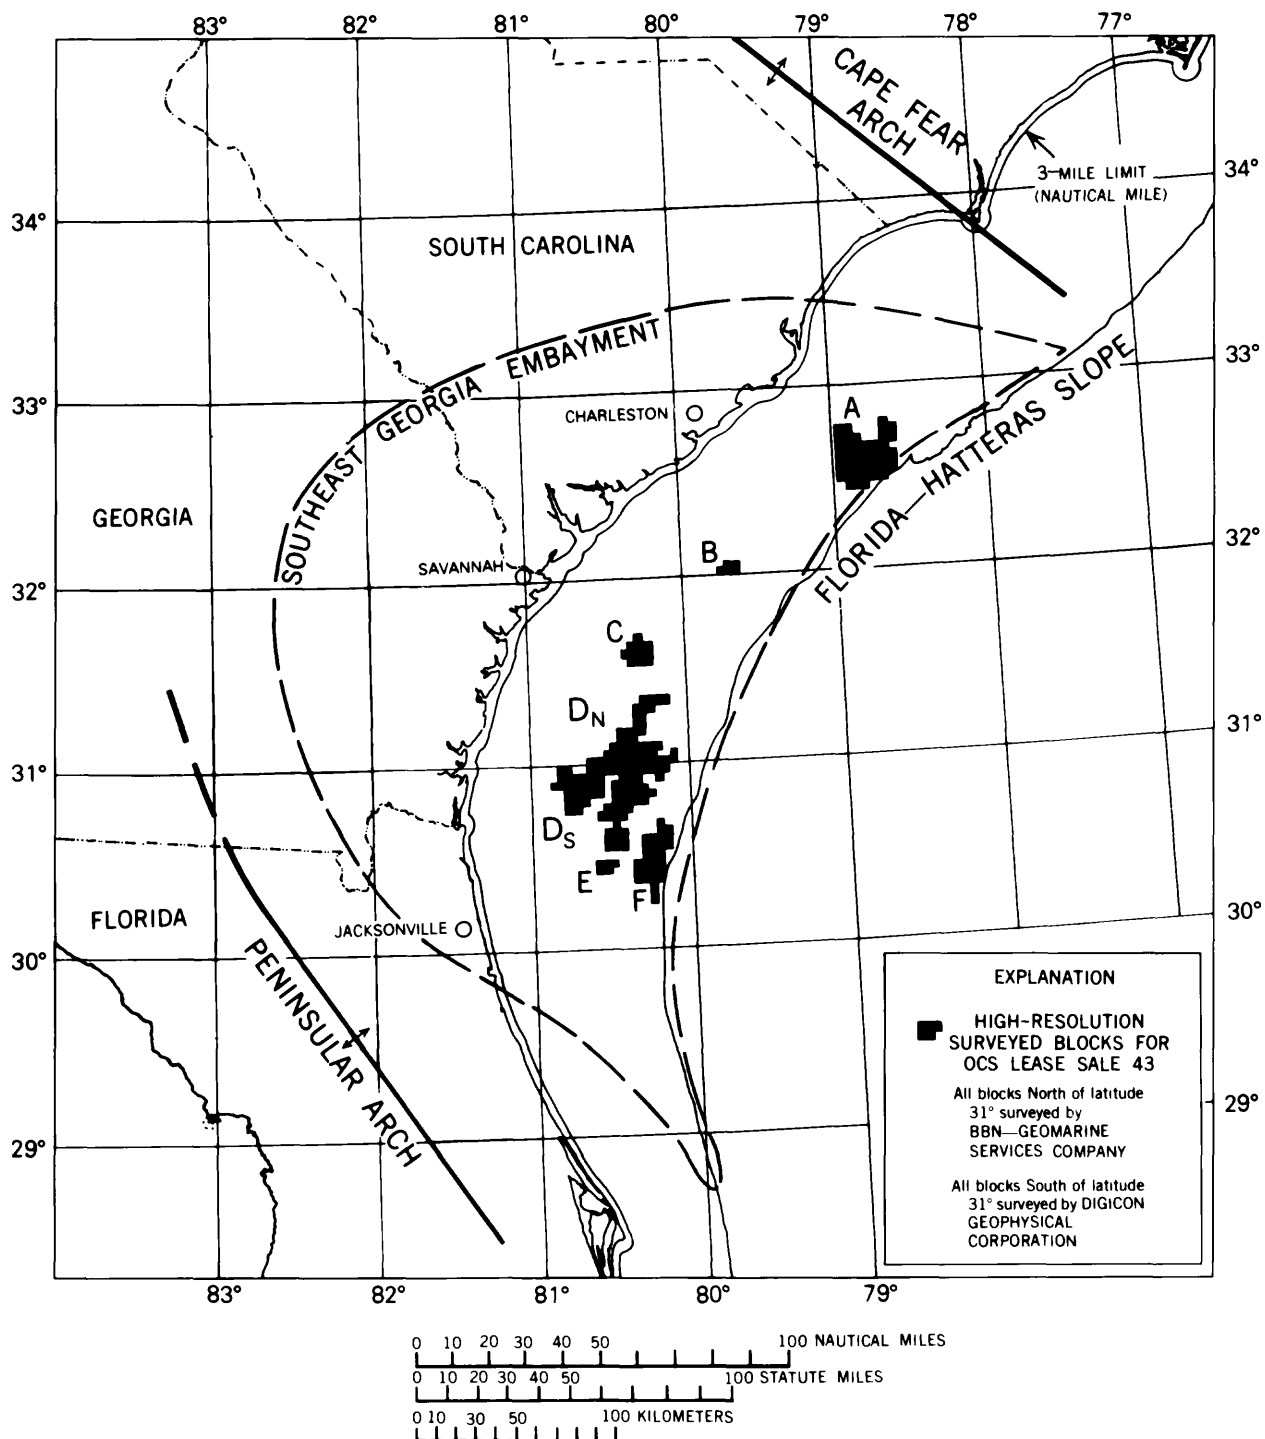 83° 82° 81° 80° 79° 78° 77°
CAPE FEAR
ARCH
3-MILE LIMIT
(NAUTICAL MILE)
34°
34°
SOUTH CAROLINA
SOUTHEAST GEORGIA EMBAYMENT
33°
33°
CHARLESTON
A
FLORIDA—HATTERAS SLOPE
GEORGIA
B
32°
SAVANNAH
32°
C
DN
31°
31°
DS
E
F
30°
FLORIDA
JACKSONVILLE
30°
PENINSULAR ARCH
EXPLANATION
HIGH-RESOLUTION
SURVEYED BLOCKS FOR
OCS LEASE SALE 43
All blocks North of latitude
31° surveyed by
BBN—GEOMARINE
SERVICES COMPANY
All blocks South of latitude
31° surveyed by DIGICON
GEOPHYSICAL
CORPORATION
29°
29°
83° 82° 81° 80° 79°
0 10 20 30 40 50 100 NAUTICAL MILES
0 10 20 30 40 50 100 STATUTE MILES
0 10 30 50 100 KILOMETERS